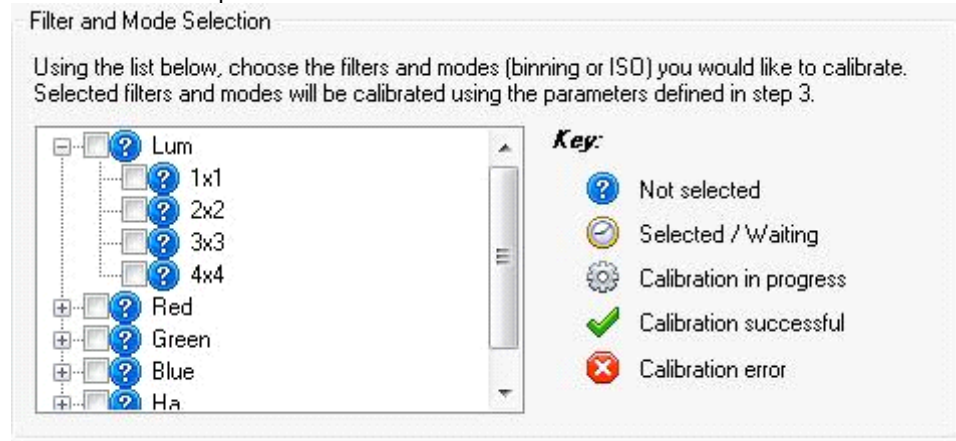 Filter and Mode Selection
Using the list below, choose the filters and modes (binning or ISO) you would like to calibrate.
Selected filters and modes will be calibrated using the parameters defined in step 3.
Lum
1x1
2x2
3x3
4x4
Red
Green
Blue
Ha
Key:
Not selected
Selected / Waiting
Calibration in progress
Calibration successful
Calibration error